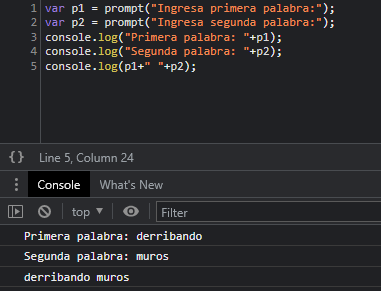 1 var p1 = prompt("Ingresa primera palabra:");
2 var p2 = prompt("Ingresa segunda palabra:");
3 console.log("Primera palabra: "+p1);
4 console.log("Segunda palabra: "+p2);
5 console.log(p1+" "+p2);
{} Line 5, Column 24
Console What's New
top Filter
Primera palabra: derribando
Segunda palabra: muros
derribando muros